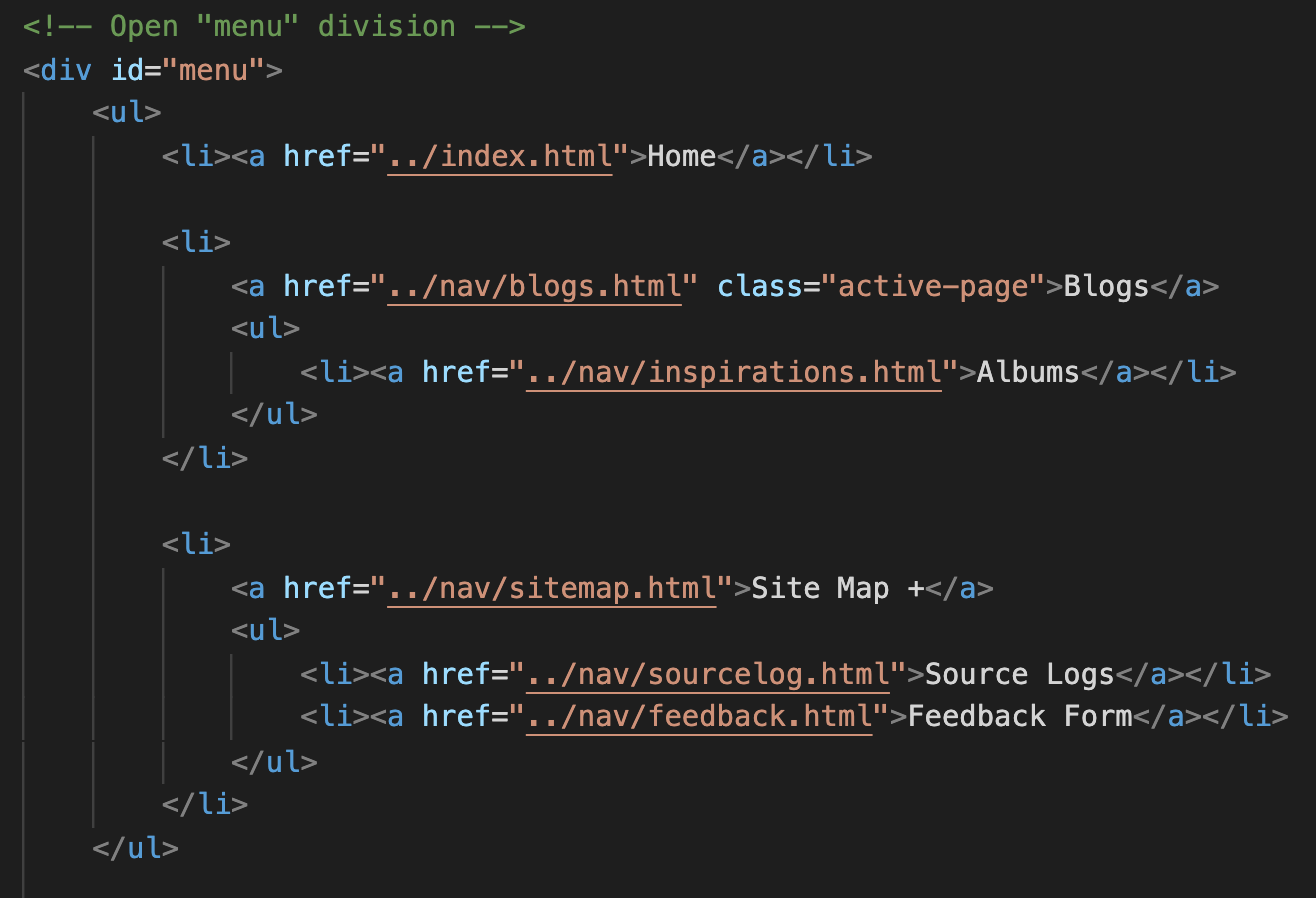 <!-- Open "menu" division -->
<div id="menu">
    <ul>
        <li><a href="../index.html">Home</a></li>

        <li>
            <a href="../nav/blogs.html" class="active-page">Blogs</a>
            <ul>
                <li><a href="../nav/inspirations.html">Albums</a></li>
            </ul>
        </li>

        <li>
            <a href="../nav/sitemap.html">Site Map +</a>
            <ul>
                <li><a href="../nav/sourcelog.html">Source Logs</a></li>
                <li><a href="../nav/feedback.html">Feedback Form</a></li>
            </ul>
        </li>
    </ul>